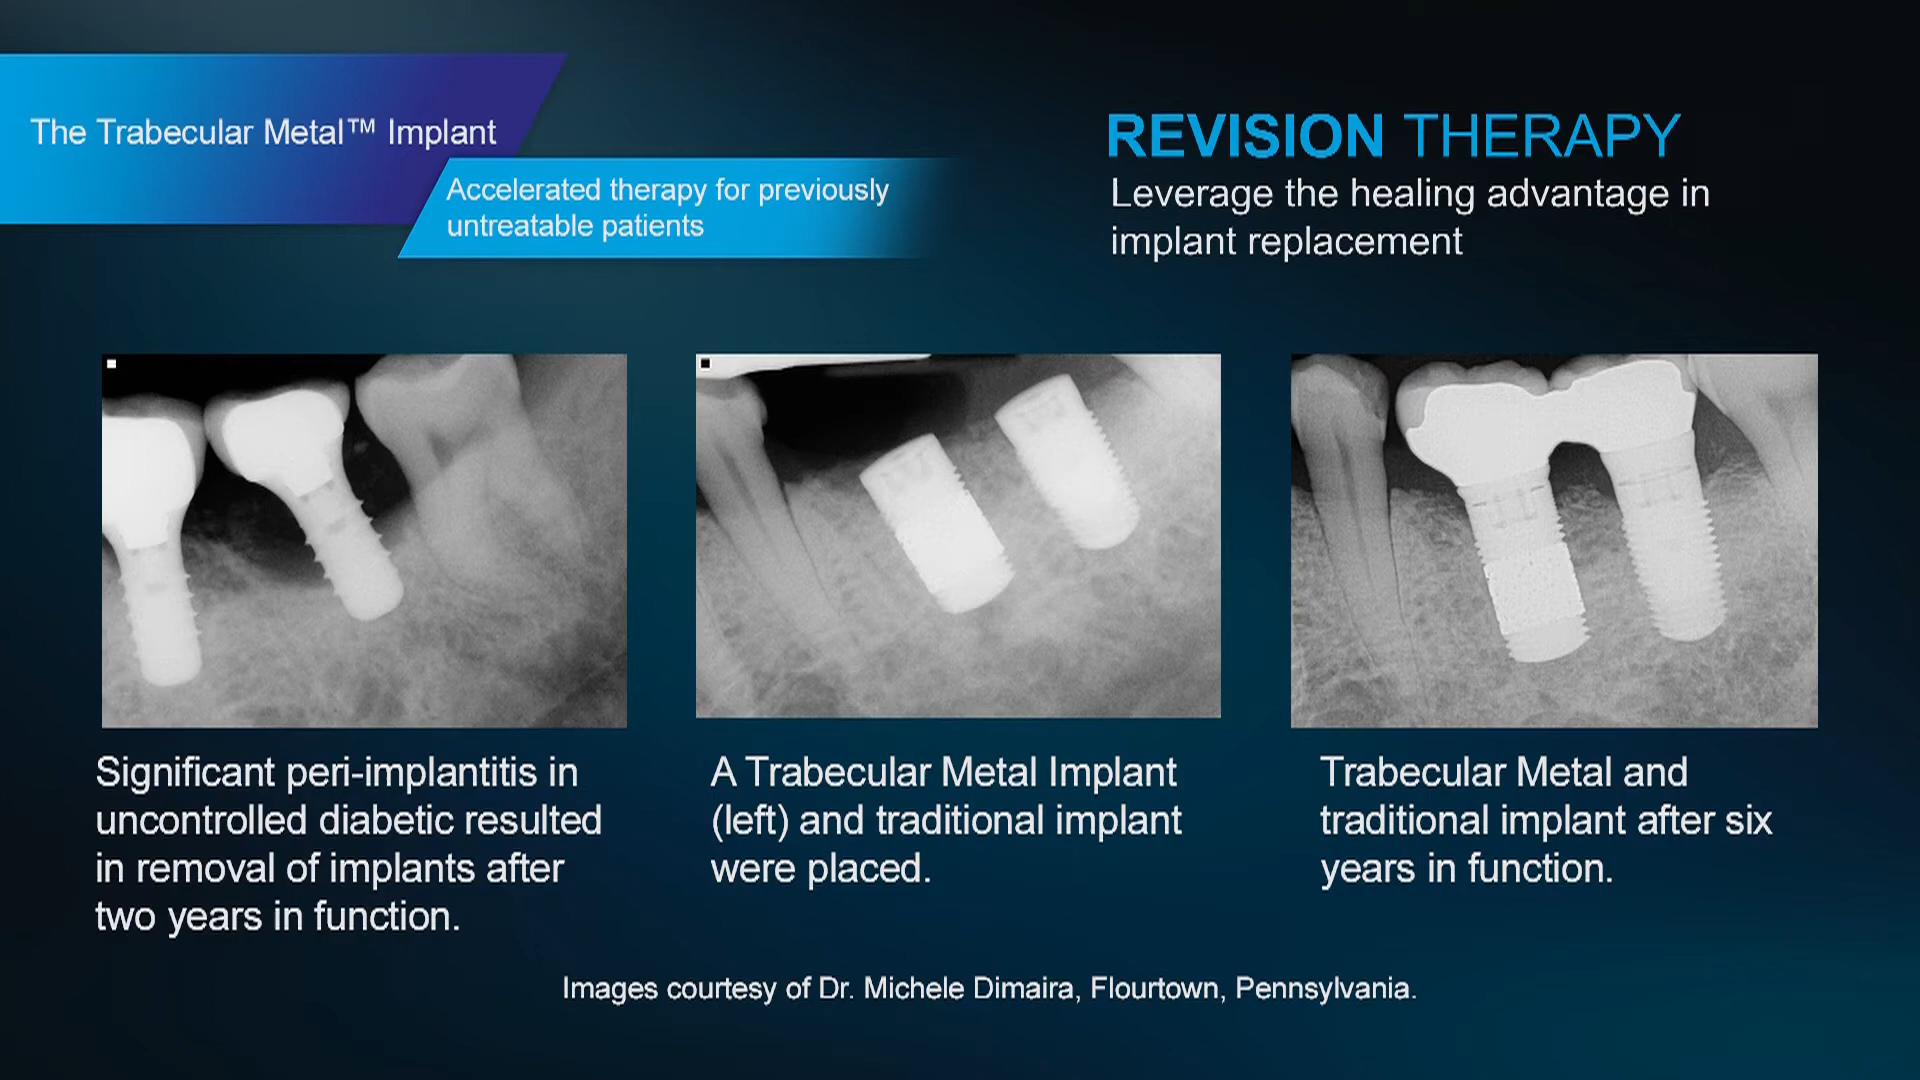 The Trabecular Metal™ Implant
Accelerated therapy for previously
untreatable patients
REVISION THERAPY
Leverage the healing advantage in
implant replacement
Significant peri-implantitis in
uncontrolled diabetic resulted
in removal of implants after
two years in function.
A Trabecular Metal Implant
(left) and traditional implant
were placed.
Trabecular Metal and
traditional implant after six
years in function.
Images courtesy of Dr. Michele Dimaira, Flourtown, Pennsylvania.